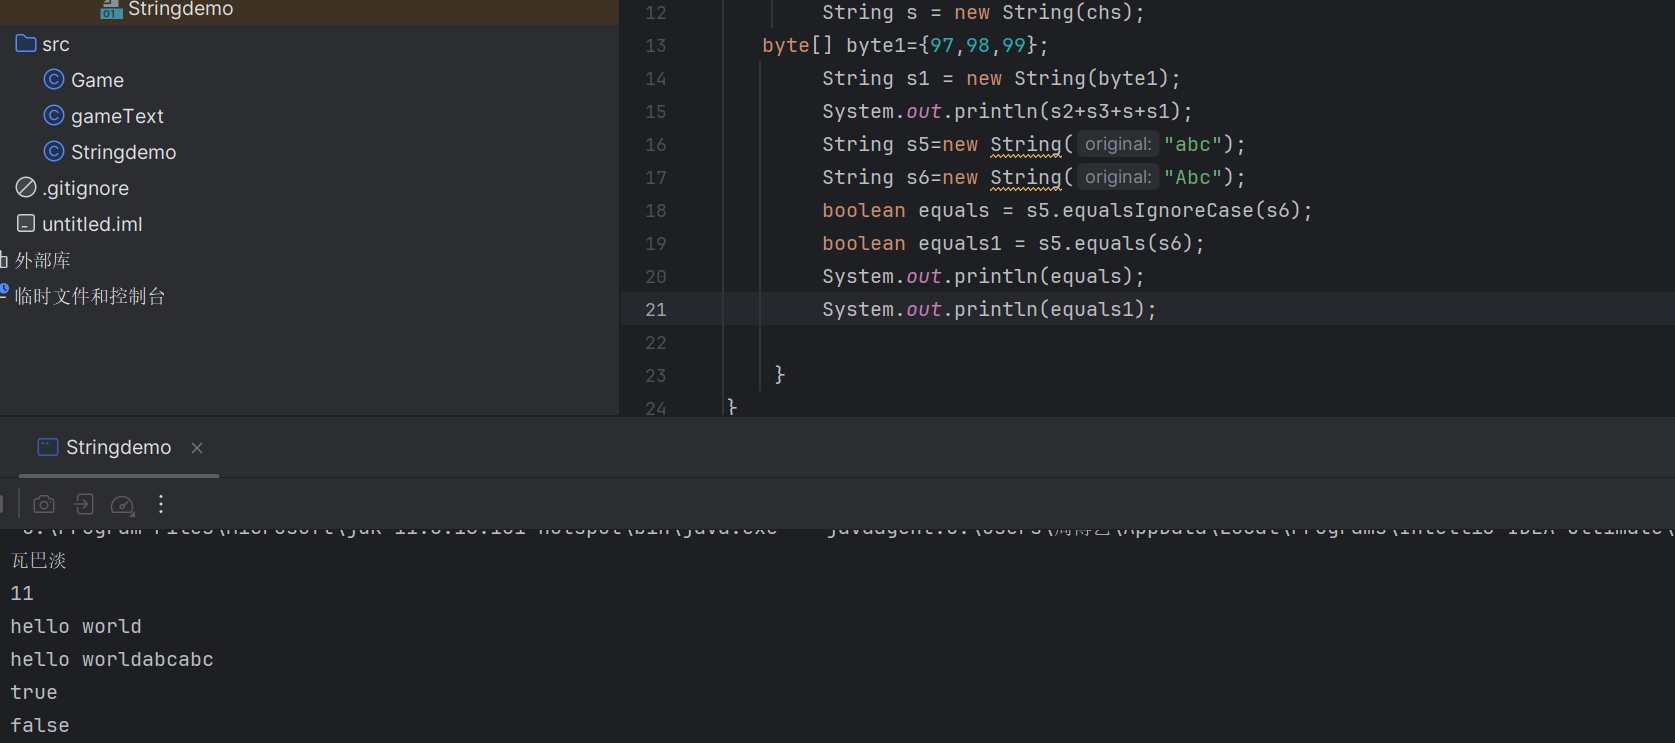 Stringdemo
src
Game
gameText
Stringdemo
.gitignore
untitled.iml
外部库
临时文件和控制台
12 String s = new String(chs);
13 byte[] byte1={97,98,99};
14 String s1 = new String(byte1);
15 System.out.println(s2+s3+s+s1);
16 String s5=new String( original: "abc");
17 String s6=new String( original: "Abc");
18 boolean equals = s5.equalsIgnoreCase(s6);
19 boolean equals1 = s5.equals(s6);
20 System.out.println(equals);
21 System.out.println(equals1);
22
23 }
24 }
Stringdemo
瓦巴淡
11
hello world
hello worldabcabc
true
false